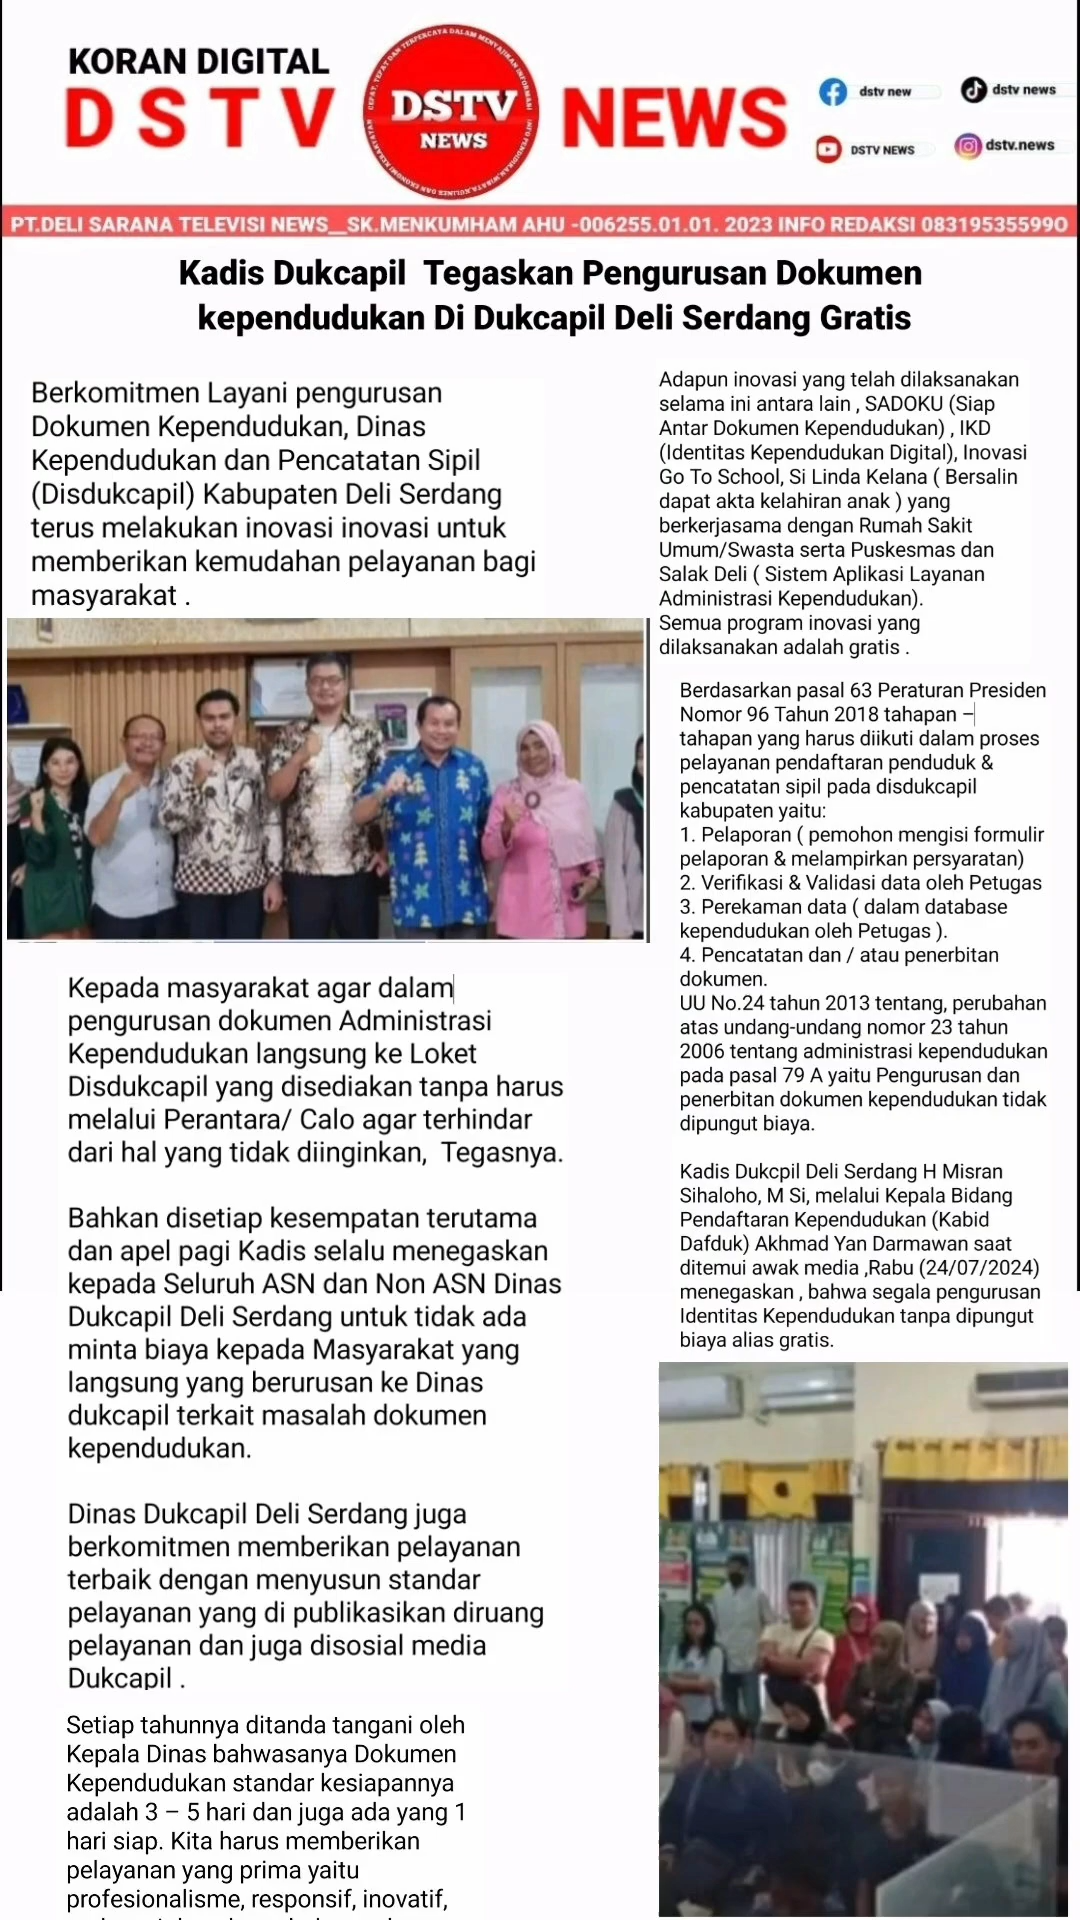 KORAN DIGITAL
DSTV NEWS
CEPAT, TEPAT DAN TERPERCAYA DALAM MENYAJIKAN INFORMASI
DSTV
NEWS
dstv new
dstv news
DSTV NEWS
dstv.news
PT.DELI SARANA TELEVISI NEWS__SK.MENKUMHAM AHU -006255.01.01. 2023 INFO REDAKSI 083195355990
Kadis Dukcapil Tegaskan Pengurusan Dokumen
kependudukan Di Dukcapil Deli Serdang Gratis
Berkomitmen Layani pengurusan
Dokumen Kependudukan, Dinas
Kependudukan dan Pencatatan Sipil
(Disdukcapil) Kabupaten Deli Serdang
terus melakukan inovasi inovasi untuk
memberikan kemudahan pelayanan bagi
masyarakat .
Kepada masyarakat agar dalam
pengurusan dokumen Administrasi
Kependudukan langsung ke Loket
Disdukcapil yang disediakan tanpa harus
melalui Perantara/ Calo agar terhindar
dari hal yang tidak diinginkan, Tegasnya.
Bahkan disetiap kesempatan terutama
dan apel pagi Kadis selalu menegaskan
kepada Seluruh ASN dan Non ASN Dinas
Dukcapil Deli Serdang untuk tidak ada
minta biaya kepada Masyarakat yang
langsung yang berurusan ke Dinas
dukcapil terkait masalah dokumen
kependudukan.
Dinas Dukcapil Deli Serdang juga
berkomitmen memberikan pelayanan
terbaik dengan menyusun standar
pelayanan yang di publikasikan diruang
pelayanan dan juga disosial media
Dukcapil .
Setiap tahunnya ditanda tangani oleh
Kepala Dinas bahwasanya Dokumen
Kependudukan standar kesiapannya
adalah 3 – 5 hari dan juga ada yang 1
hari siap. Kita harus memberikan
pelayanan yang prima yaitu
profesionalisme, responsif, inovatif,
Adapun inovasi yang telah dilaksanakan
selama ini antara lain , SADOKU (Siap
Antar Dokumen Kependudukan) , IKD
(Identitas Kependudukan Digital), Inovasi
Go To School, Si Linda Kelana ( Bersalin
dapat akta kelahiran anak ) yang
berkerjasama dengan Rumah Sakit
Umum/Swasta serta Puskesmas dan
Salak Deli ( Sistem Aplikasi Layanan
Administrasi Kependudukan).
Semua program inovasi yang
dilaksanakan adalah gratis .
Berdasarkan pasal 63 Peraturan Presiden
Nomor 96 Tahun 2018 tahapan –
tahapan yang harus diikuti dalam proses
pelayanan pendaftaran penduduk &
pencatatan sipil pada disdukcapil
kabupaten yaitu:
1. Pelaporan ( pemohon mengisi formulir
pelaporan & melampirkan persyaratan)
2. Verifikasi & Validasi data oleh Petugas
3. Perekaman data ( dalam database
kependudukan oleh Petugas ).
4. Pencatatan dan / atau penerbitan
dokumen.
UU No.24 tahun 2013 tentang, perubahan
atas undang-undang nomor 23 tahun
2006 tentang administrasi kependudukan
pada pasal 79 A yaitu Pengurusan dan
penerbitan dokumen kependudukan tidak
dipungut biaya.
Kadis Dukcpil Deli Serdang H Misran
Sihaloho, M Si, melalui Kepala Bidang
Pendaftaran Kependudukan (Kabid
Dafduk) Akhmad Yan Darmawan saat
ditemui awak media ,Rabu (24/07/2024)
menegaskan , bahwa segala pengurusan
Identitas Kependudukan tanpa dipungut
biaya alias gratis.